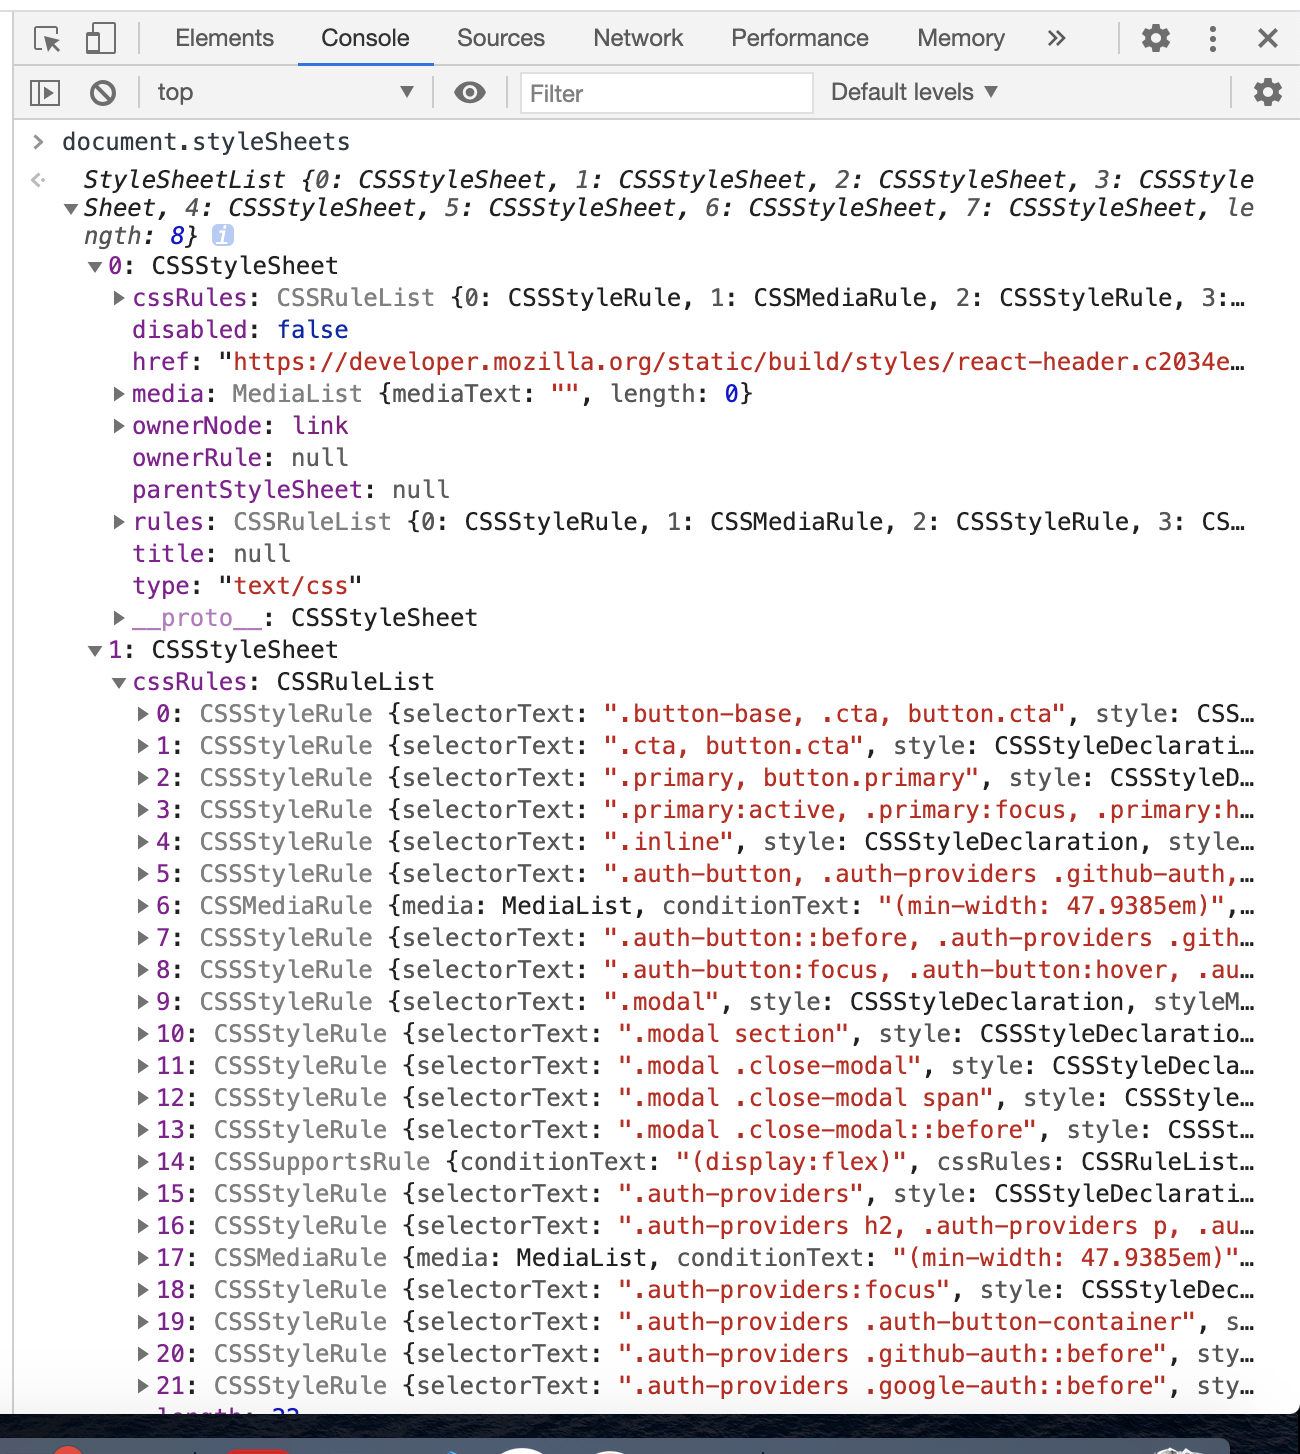 Elements Console Sources Network Performance Memory »
top Filter Default levels
> document.styleSheets
StyleSheetList {0: CSSStyleSheet, 1: CSSStyleSheet, 2: CSSStyleSheet, 3: CSSStyle
Sheet, 4: CSSStyleSheet, 5: CSSStyleSheet, 6: CSSStyleSheet, 7: CSSStyleSheet, le
ngth: 8} i
0: CSSStyleSheet
cssRules: CSSRuleList {0: CSSStyleRule, 1: CSSMediaRule, 2: CSSStyleRule, 3:…
disabled: false
href: "https://developer.mozilla.org/static/build/styles/react-header.c2034e…
media: MediaList {mediaText: "", length: 0}
ownerNode: link
ownerRule: null
parentStyleSheet: null
rules: CSSRuleList {0: CSSStyleRule, 1: CSSMediaRule, 2: CSSStyleRule, 3: CS…
title: null
type: "text/css"
__proto__: CSSStyleSheet
1: CSSStyleSheet
cssRules: CSSRuleList
0: CSSStyleRule {selectorText: ".button-base, .cta, button.cta", style: CSS…
1: CSSStyleRule {selectorText: ".cta, button.cta", style: CSSStyleDeclarati…
2: CSSStyleRule {selectorText: ".primary, button.primary", style: CSSStyleD…
3: CSSStyleRule {selectorText: ".primary:active, .primary:focus, .primary:h…
4: CSSStyleRule {selectorText: ".inline", style: CSSStyleDeclaration, style…
5: CSSStyleRule {selectorText: ".auth-button, .auth-providers .github-auth,…
6: CSSMediaRule {media: MediaList, conditionText: "(min-width: 47.9385em)",…
7: CSSStyleRule {selectorText: ".auth-button::before, .auth-providers .gith…
8: CSSStyleRule {selectorText: ".auth-button:focus, .auth-button:hover, .au…
9: CSSStyleRule {selectorText: ".modal", style: CSSStyleDeclaration, styleM…
10: CSSStyleRule {selectorText: ".modal section", style: CSSStyleDeclaratio…
11: CSSStyleRule {selectorText: ".modal .close-modal", style: CSSStyleDecla…
12: CSSStyleRule {selectorText: ".modal .close-modal span", style: CSSStyle…
13: CSSStyleRule {selectorText: ".modal .close-modal::before", style: CSSSt…
14: CSSSupportsRule {conditionText: "(display:flex)", cssRules: CSSRuleList…
15: CSSStyleRule {selectorText: ".auth-providers", style: CSSStyleDeclarati…
16: CSSStyleRule {selectorText: ".auth-providers h2, .auth-providers p, .au…
17: CSSMediaRule {media: MediaList, conditionText: "(min-width: 47.9385em)"…
18: CSSStyleRule {selectorText: ".auth-providers:focus", style: CSSStyleDec…
19: CSSStyleRule {selectorText: ".auth-providers .auth-button-container", s…
20: CSSStyleRule {selectorText: ".auth-providers .github-auth::before", sty…
21: CSSStyleRule {selectorText: ".auth-providers .google-auth::before", sty…
length: 22